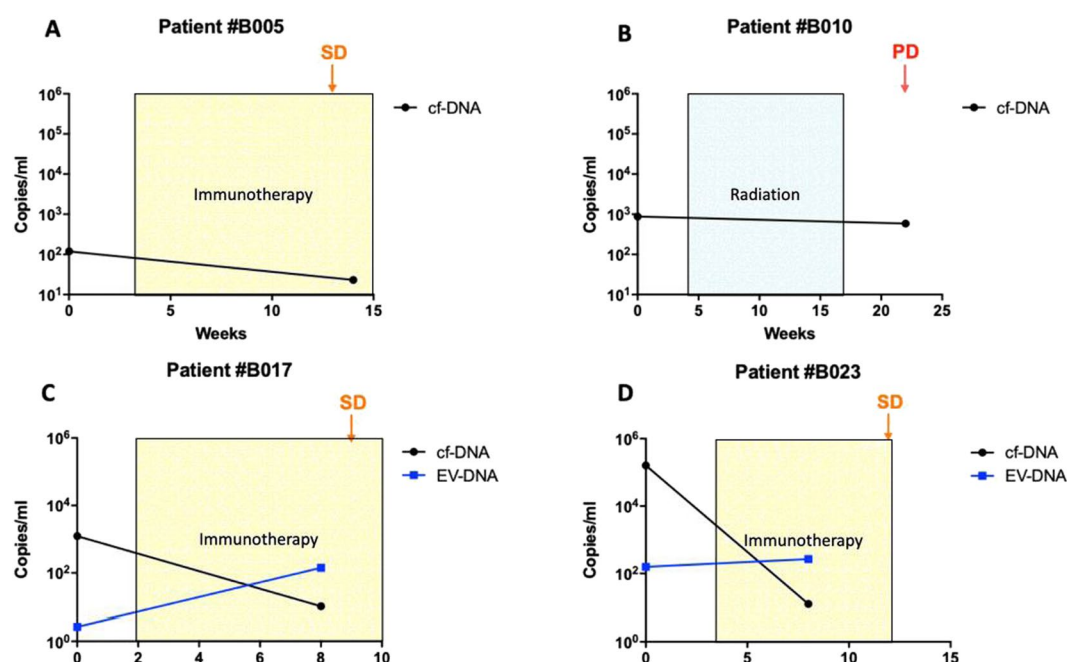 A
Patient #B005
SD
10⁶
10⁵
10⁴
10³
10²
10¹
Copies/ml
Immunotherapy
cf-DNA
0 5 10 15
Weeks
B
Patient #B010
PD
10⁶
10⁵
10⁴
10³
10²
10¹
Copies/ml
Radiation
cf-DNA
0 5 10 15 20 25
Weeks
C
Patient #B017
SD
10⁶
10⁴
10²
10⁰
Copies/ml
Immunotherapy
cf-DNA
EV-DNA
0 2 4 6 8 10
D
Patient #B023
SD
10⁶
10⁴
10²
10⁰
Copies/ml
Immunotherapy
cf-DNA
EV-DNA
0 5 10 15